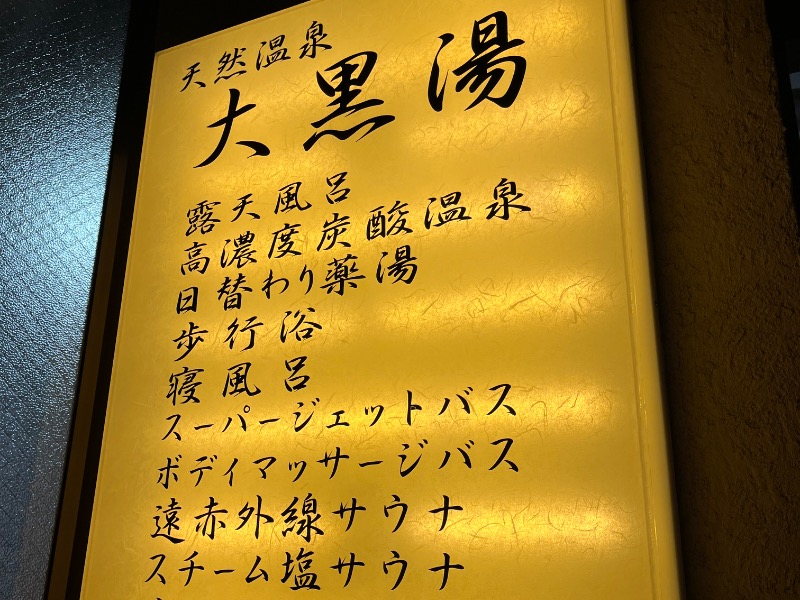 天然温泉
大黒湯
露天風呂
高濃度炭酸温泉
日替わり薬湯
歩行浴
寝風呂
スーパージェットバス
ボディマッサージバス
遠赤外線サウナ
スチーム塩サウナ